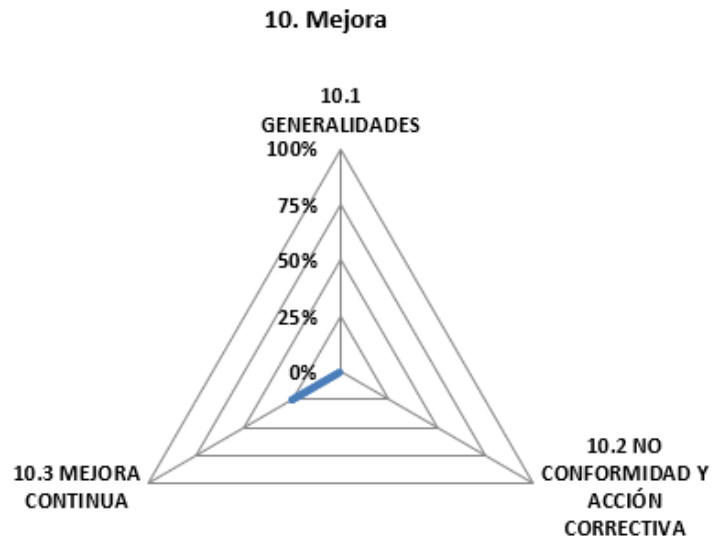 10. Mejora
10.1
GENERALIDADES
100%
75%
50%
25%
0%
10.3 MEJORA
CONTINUA
10.2 NO
CONFORMIDAD Y
ACCIÓN
CORRECTIVA